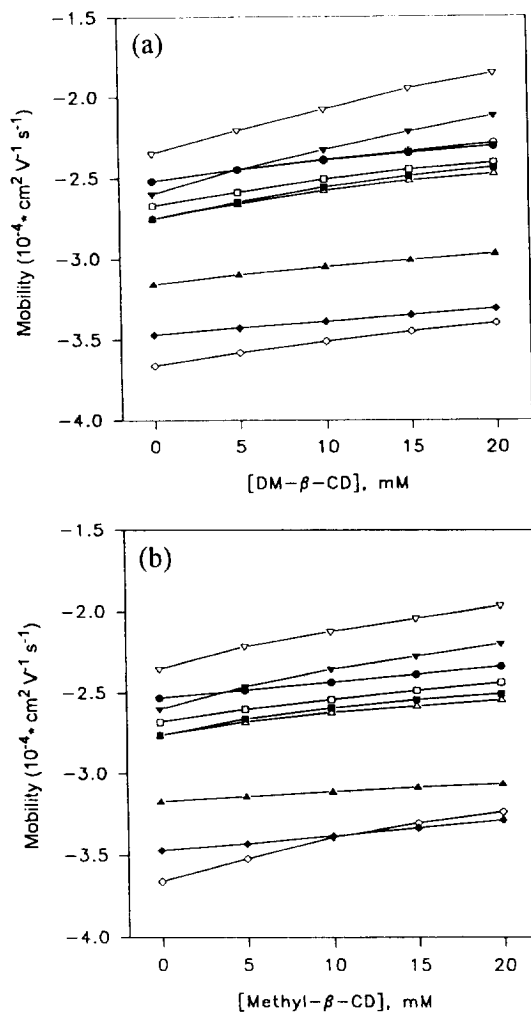 (a)
−1.5
−2.0
−2.5
−3.0
−3.5
−4.0
Mobility (10⁻⁴* cm² V⁻¹ s⁻¹)
0 5 10 15 20
[DM−β−CD], mM
(b)
−1.5
−2.0
−2.5
−3.0
−3.5
−4.0
Mobility (10⁻⁴* cm² V⁻¹ s⁻¹)
0 5 10 15 20
[Methyl−β−CD], mM